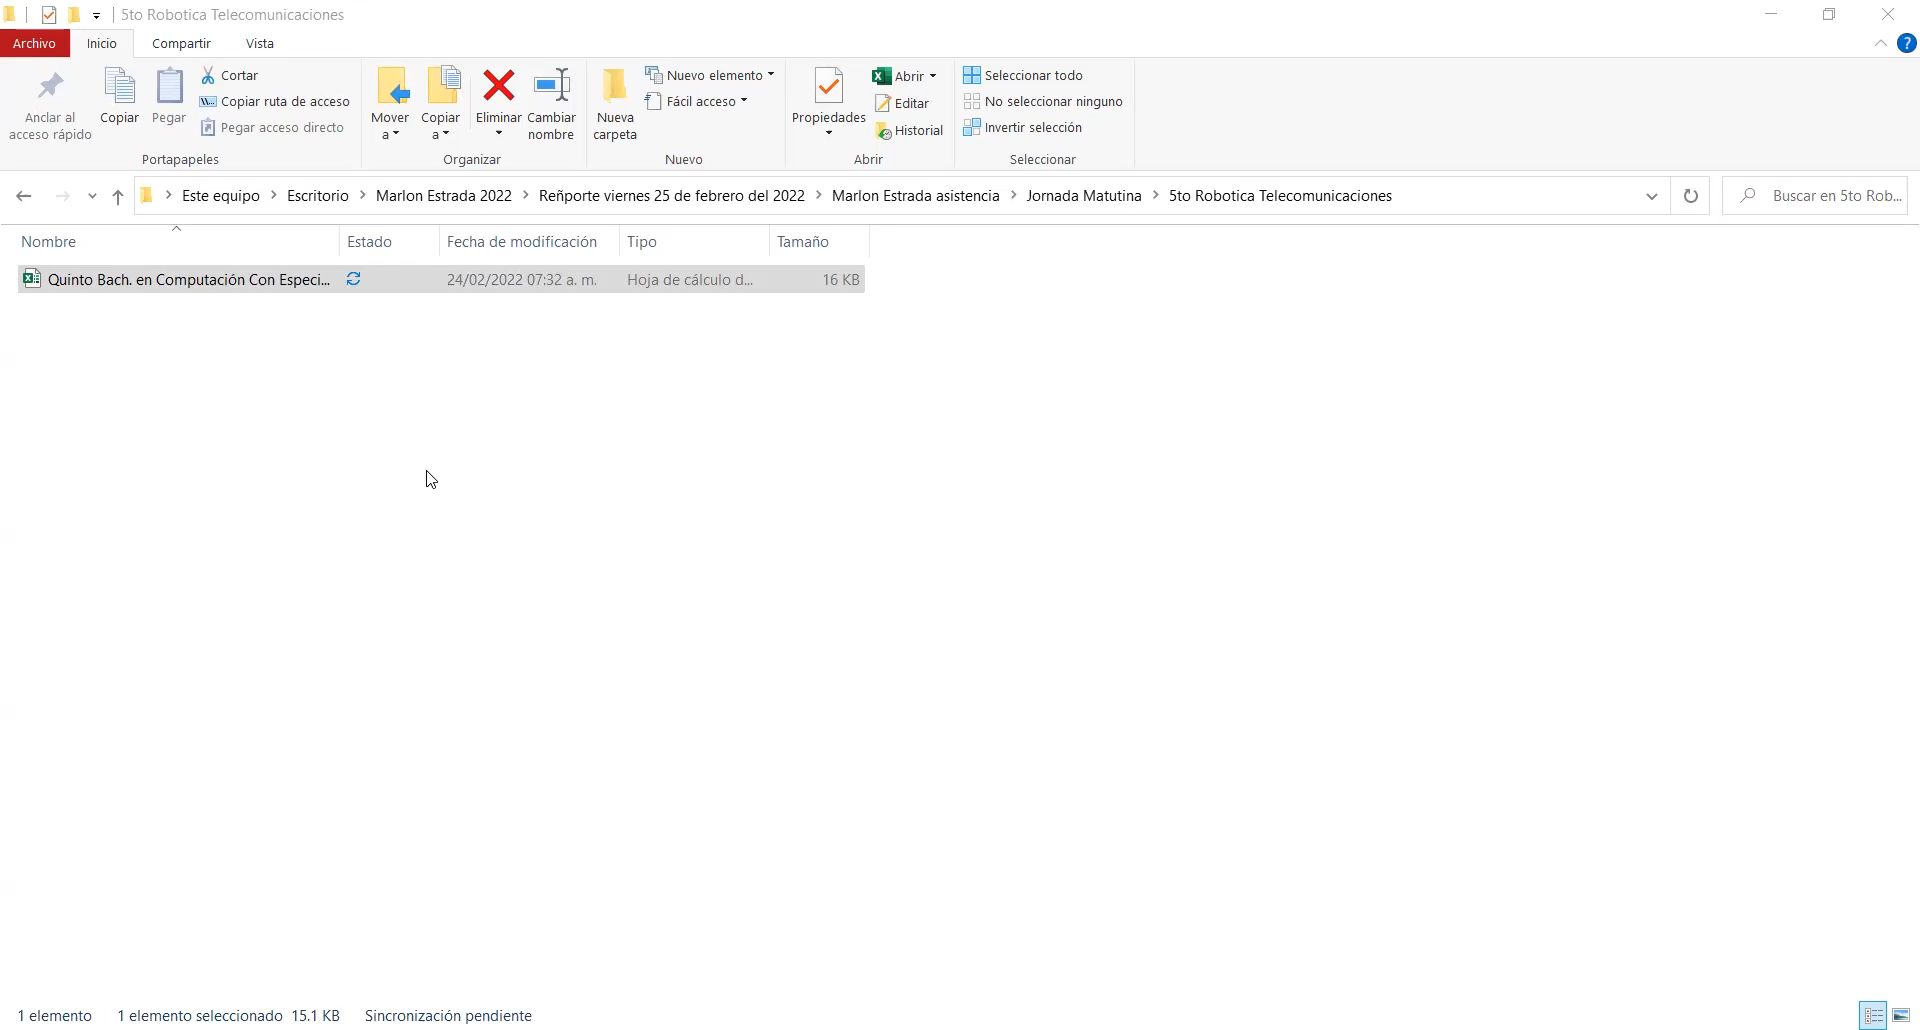 5to Robotica Telecomunicaciones
Archivo Inicio Compartir Vista
Anclar al acceso rápido
Copiar
Pegar
Cortar
Copiar ruta de acceso
Pegar acceso directo
Portapapeles
Mover a
Copiar a
Eliminar
Cambiar nombre
Organizar
Nueva carpeta
Nuevo elemento
Fácil acceso
Nuevo
Propiedades
Abrir
Editar
Historial
Abrir
Seleccionar todo
No seleccionar ninguno
Invertir selección
Seleccionar
Este equipo > Escritorio > Marlon Estrada 2022 > Reñporte viernes 25 de febrero del 2022 > Marlon Estrada asistencia > Jornada Matutina > 5to Robotica Telecomunicaciones
Buscar en 5to Rob...
Nombre Estado Fecha de modificación Tipo Tamaño
Quinto Bach. en Computación Con Especi... 24/02/2022 07:32 a. m. Hoja de cálculo d... 16 KB
1 elemento 1 elemento seleccionado 15.1 KB Sincronización pendiente